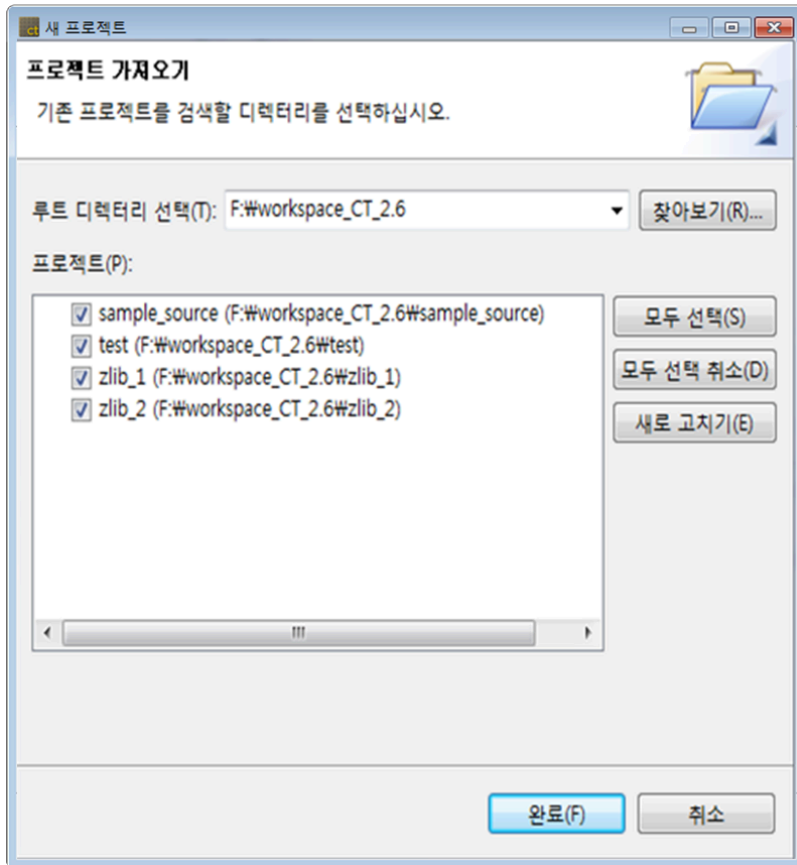 ct 새 프로젝트
프로젝트 가져오기
기존 프로젝트를 검색할 디렉터리를 선택하십시오.
루트 디렉터리 선택(T): F:₩workspace_CT_2.6 찾아보기(R)...
프로젝트(P):
sample_source (F:₩workspace_CT_2.6₩sample_source)
모두 선택(S)
test (F:₩workspace_CT_2.6₩test)
zlib_1 (F:₩workspace_CT_2.6₩zlib_1)
모두 선택 취소(D)
zlib_2 (F:₩workspace_CT_2.6₩zlib_2)
새로 고치기(E)
완료(F) 취소